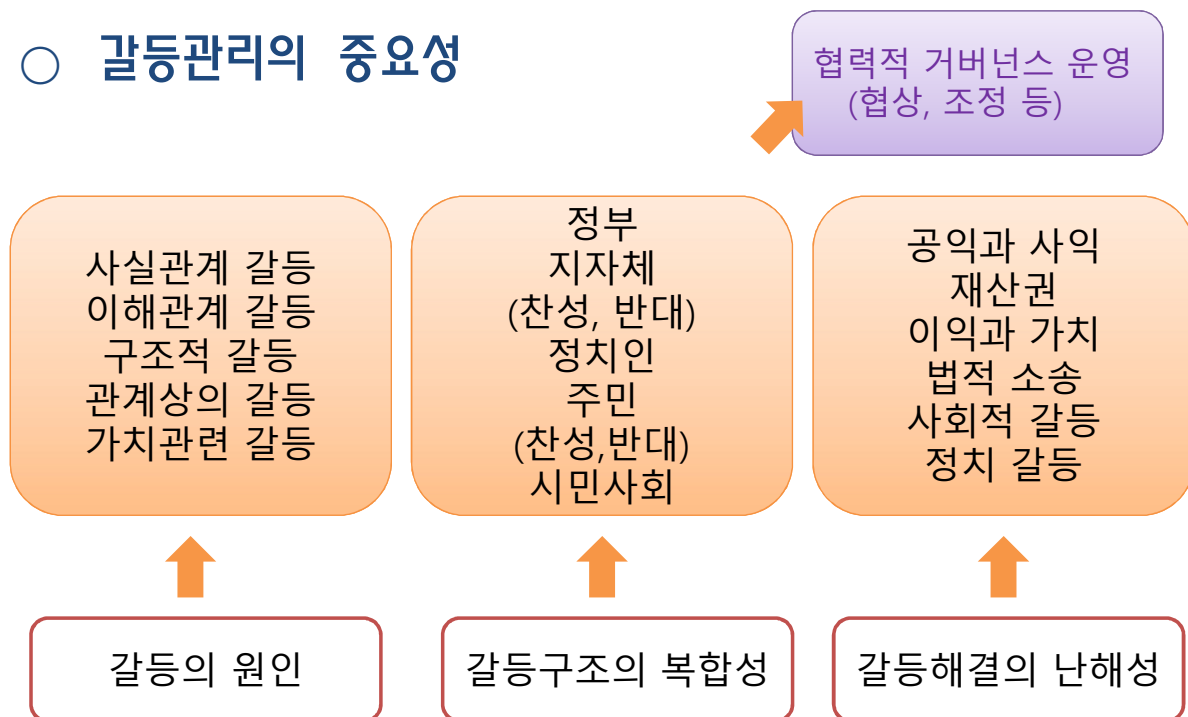 ○ 갈등관리의 중요성
협력적 거버넌스 운영
(협상, 조정 등)
사실관계 갈등
이해관계 갈등
구조적 갈등
관계상의 갈등
가치관련 갈등
정부
지자체
(찬성, 반대)
정치인
주민
(찬성,반대)
시민사회
공익과 사익
재산권
이익과 가치
법적 소송
사회적 갈등
정치 갈등
갈등의 원인
갈등구조의 복합성
갈등해결의 난해성